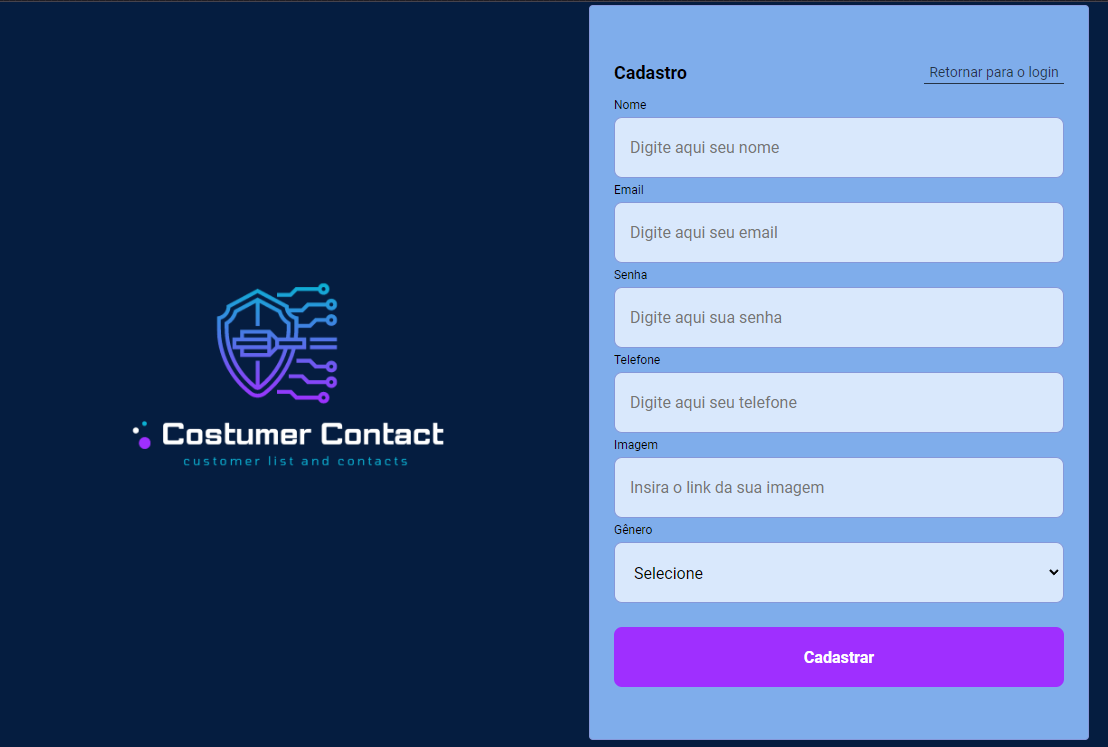 Costumer Contact
customer list and contacts
Cadastro
Retornar para o login
Nome
Digite aqui seu nome
Email
Digite aqui seu email
Senha
Digite aqui sua senha
Telefone
Digite aqui seu telefone
Imagem
Insira o link da sua imagem
Gênero
Selecione
Cadastrar